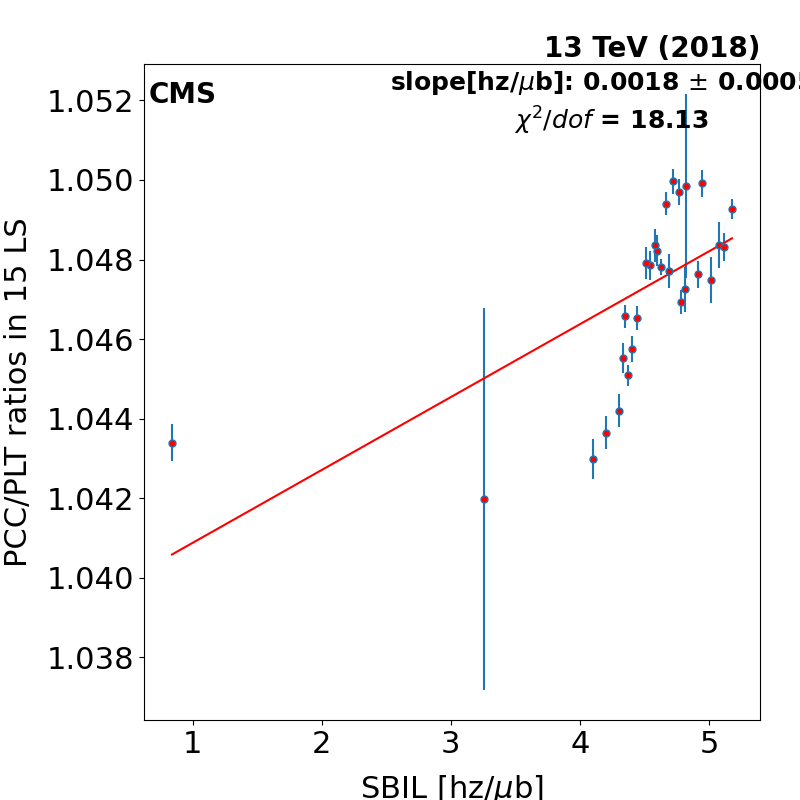 13 TeV (2018)
CMS
slope[hz/μb]: 0.0018 ± 0.0005
χ²/dof = 18.13
1.052
1.050
1.048
1.046
1.044
1.042
1.040
1.038
PCC/PLT ratios in 15 LS
1 2 3 4 5
SBIL [hz/μb]